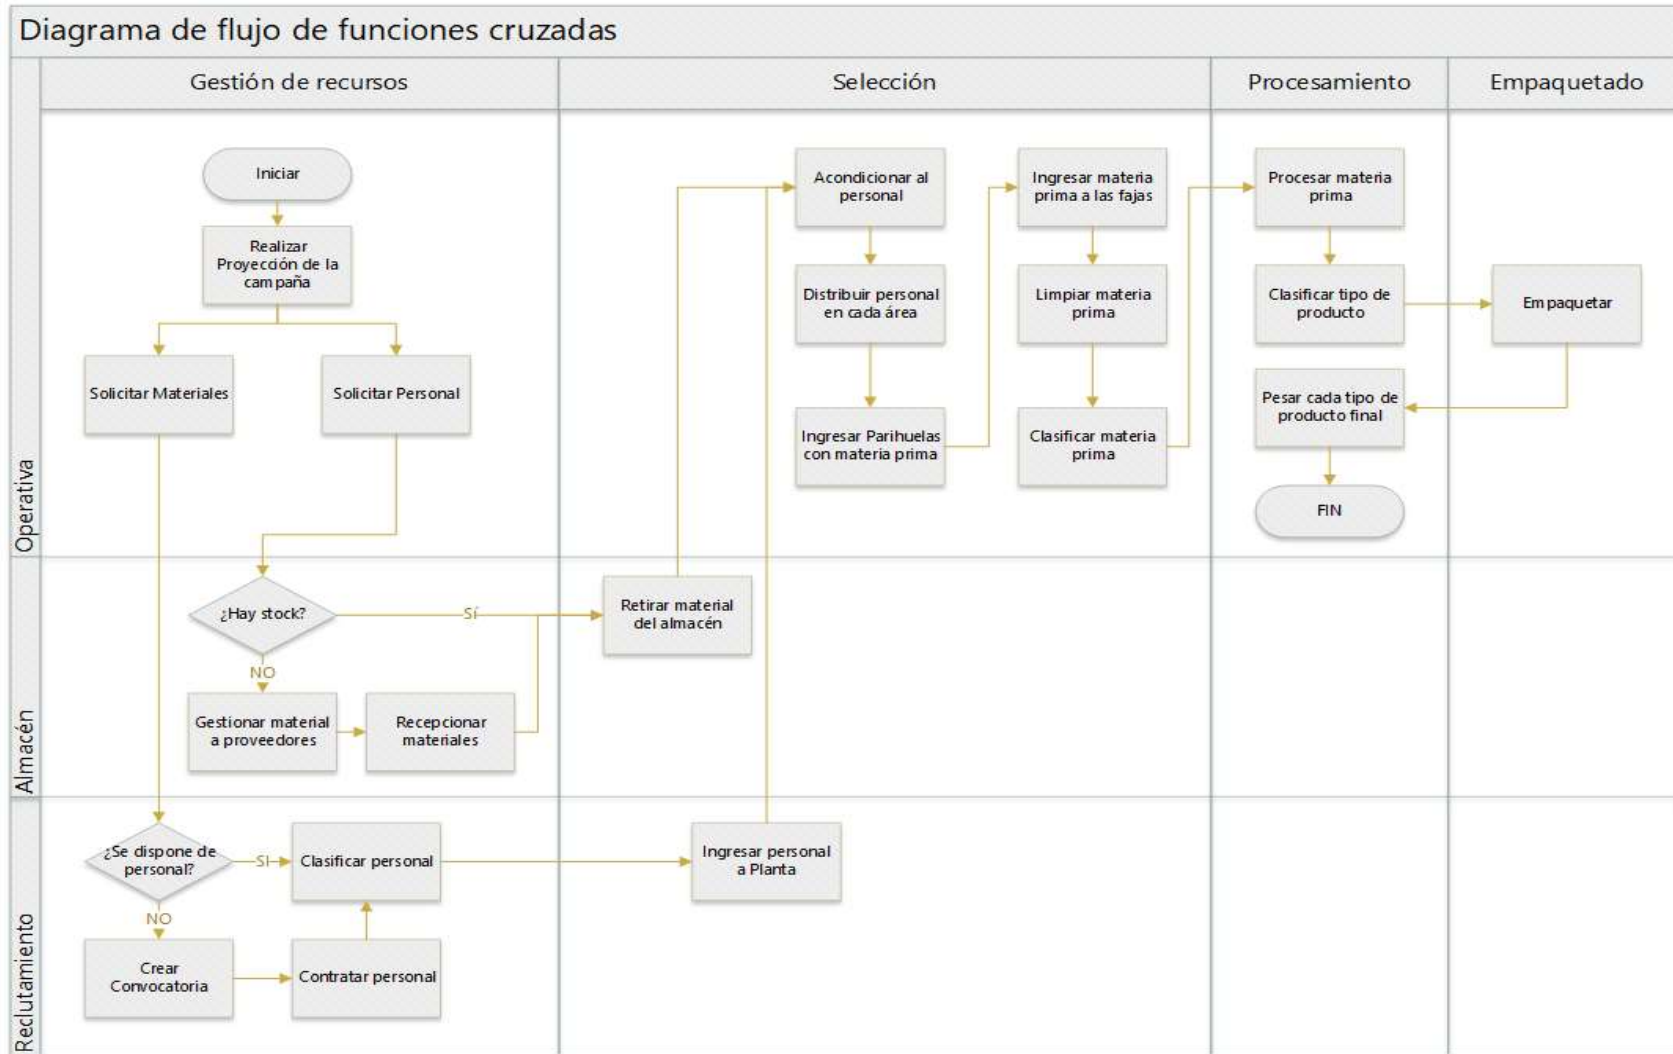 Diagrama de flujo de funciones cruzadas
Gestión de recursos
Selección
Procesamiento
Empaquetado
Operativa
Iniciar
Realizar
Proyección de la
campaña
Solicitar Materiales
Solicitar Personal
Acondicionar al
personal
Distribuir personal
en cada área
Ingresar Parihuelas
con materia prima
Ingresar materia
prima a las fajas
Limpiar materia
prima
Clasificar materia
prima
Procesar materia
prima
Clasificar tipo de
producto
Pesar cada tipo de
producto final
FIN
Empaquetar
Almacén
¿Hay stock?
Sí
NO
Gestionar material
a proveedores
Recepcionar
materiales
Retirar material
del almacén
Reclutamiento
¿Se dispone de
personal?
SI
NO
Clasificar personal
Crear
Convocatoria
Contratar personal
Ingresar personal
a Planta